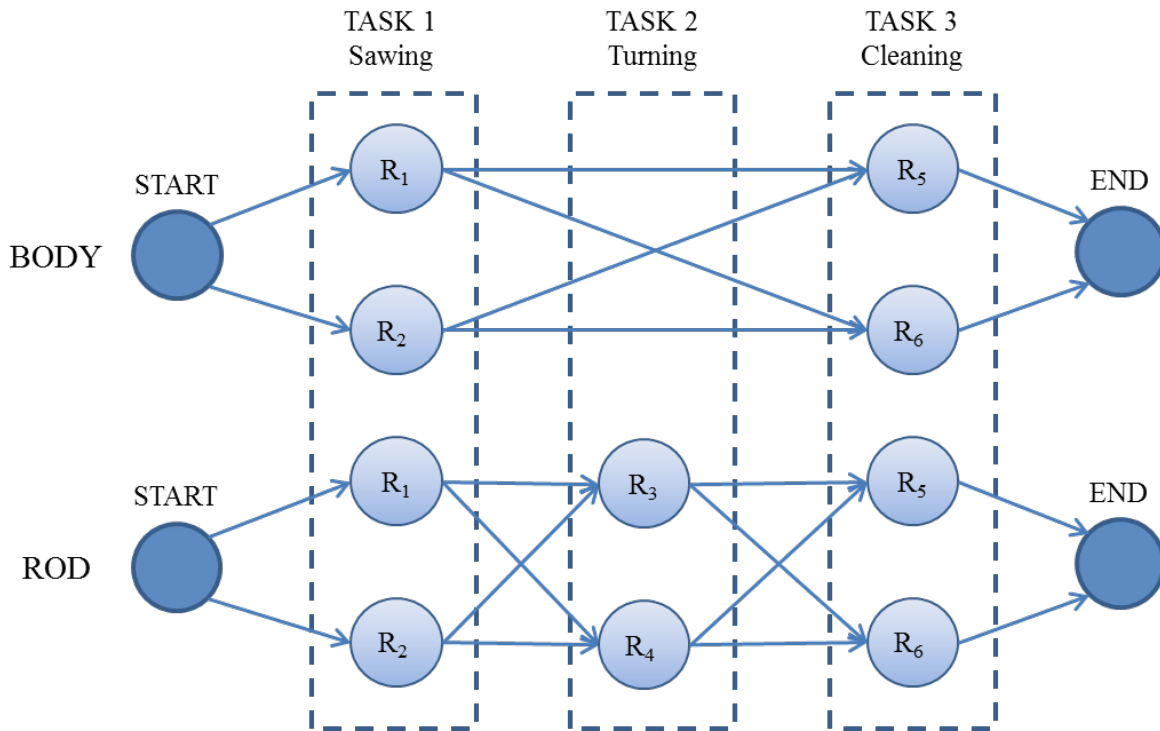 TASK 1
Sawing
TASK 2
Turning
TASK 3
Cleaning
START
BODY
R₁
R₂
R₅
R₆
END
START
ROD
R₁
R₂
R₃
R₄
R₅
R₆
END